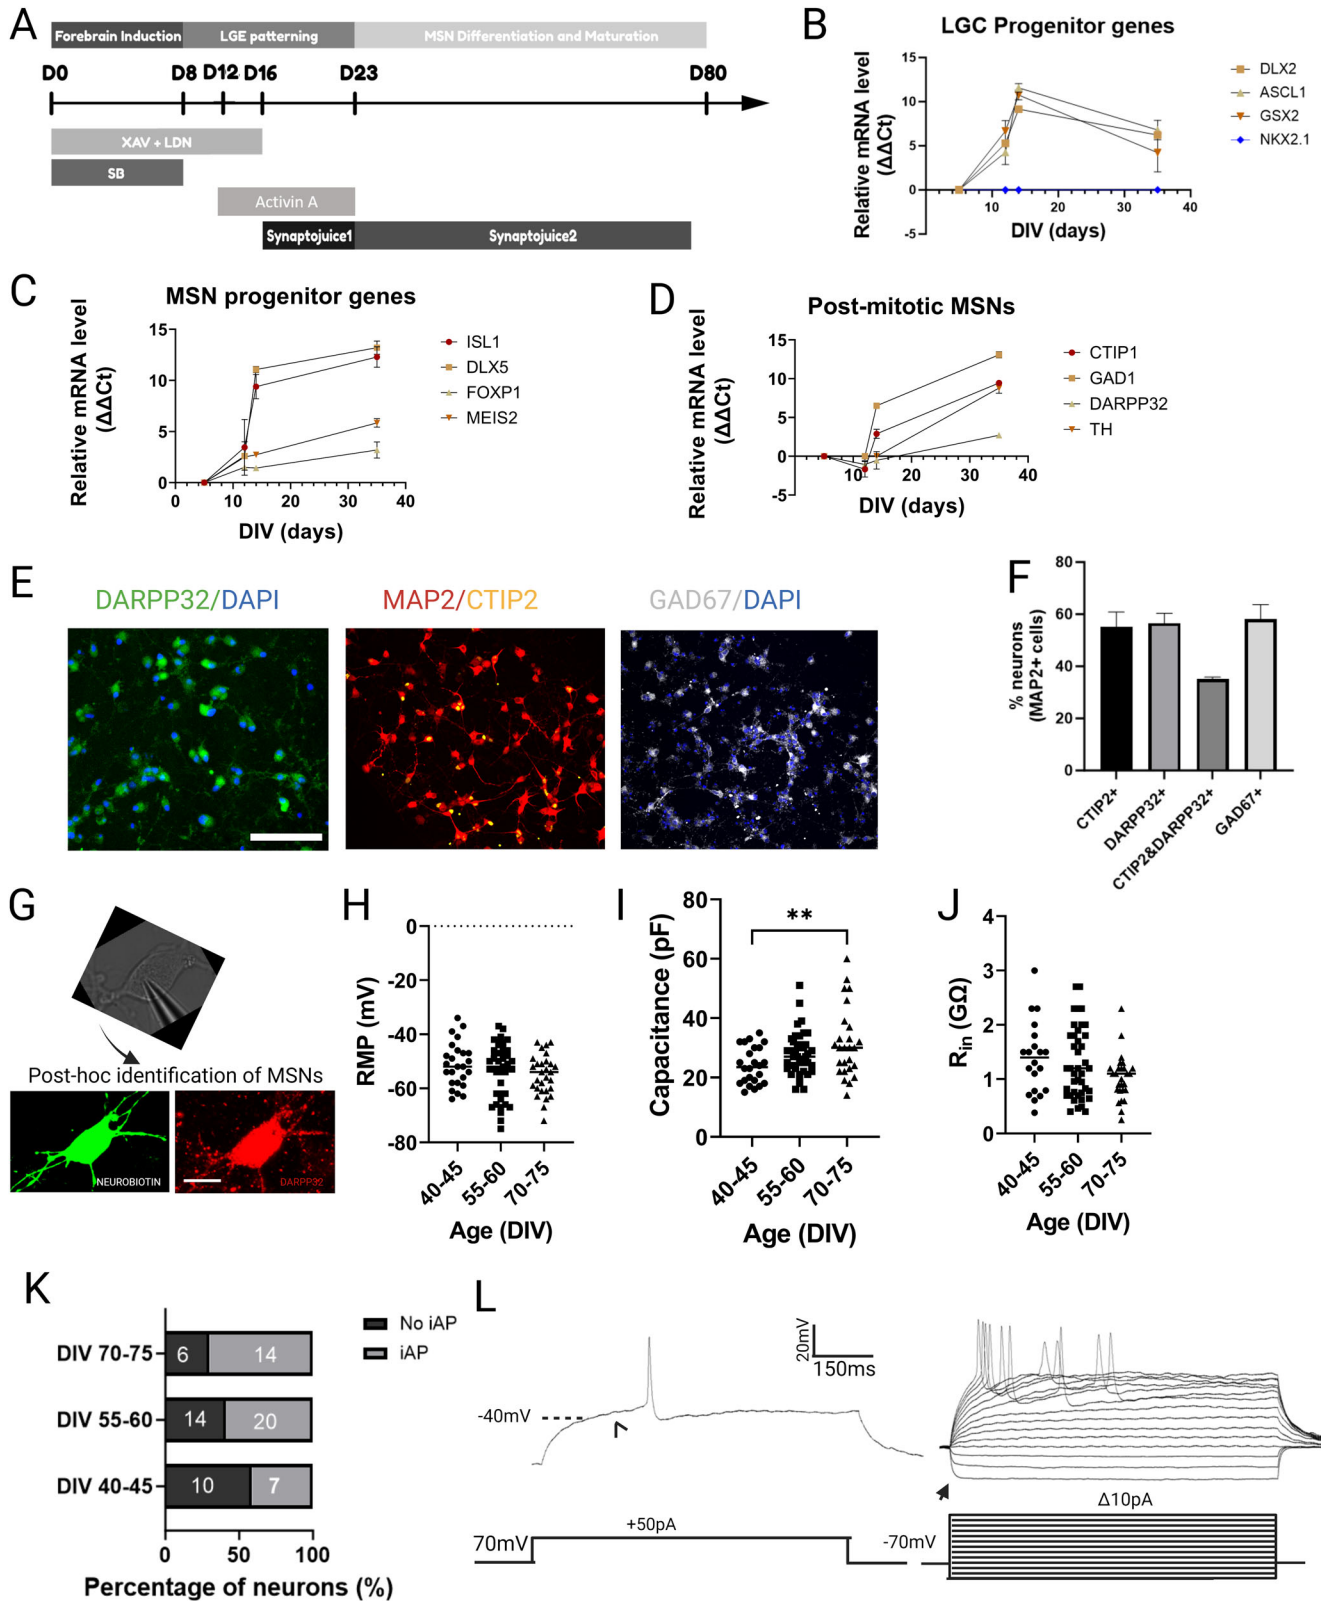 A
Forebrain Induction LGE patterning MSN Differentiation and Maturation
D0 D8 D12 D16 D23 D80
XAV + LDN
SB
Activin A
Synaptojuice1 Synaptojuice2
B
LGC Progenitor genes
Relative mRNA level
(ΔΔCt)
15
10
5
0
-5
10 20 30 40
DIV (days)
DLX2
ASCL1
GSX2
NKX2.1
C
MSN progenitor genes
Relative mRNA level
(ΔΔCt)
15
10
5
0
0 10 20 30 40
DIV (days)
ISL1
DLX5
FOXP1
MEIS2
D
Post-mitotic MSNs
Relative mRNA level
(ΔΔCt)
15
10
5
0
-5
10 20 30 40
DIV (days)
CTIP1
GAD1
DARPP32
TH
E
DARPP32/DAPI
MAP2/CTIP2
GAD67/DAPI
F
% neurons
(MAP2+ cells)
80
60
40
20
0
CTIP2+
DARPP32+
CTIP2&DARPP32+
GAD67+
G
Post-hoc identification of MSNs
NEUROBIOTIN
DARPP32
H
RMP (mV)
0
-20
-40
-60
-80
40-45
55-60
70-75
Age (DIV)
I
Capacitance (pF)
80
60
40
20
0
**
40-45
55-60
70-75
Age (DIV)
J
Rin (GΩ)
4
3
2
1
0
40-45
55-60
70-75
Age (DIV)
K
No iAP
iAP
DIV 70-75 6 14
DIV 55-60 14 20
DIV 40-45 10 7
0 50 100
Percentage of neurons (%)
L
20mV
150ms
-40mV
+50pA
70mV
Δ10pA
-70mV